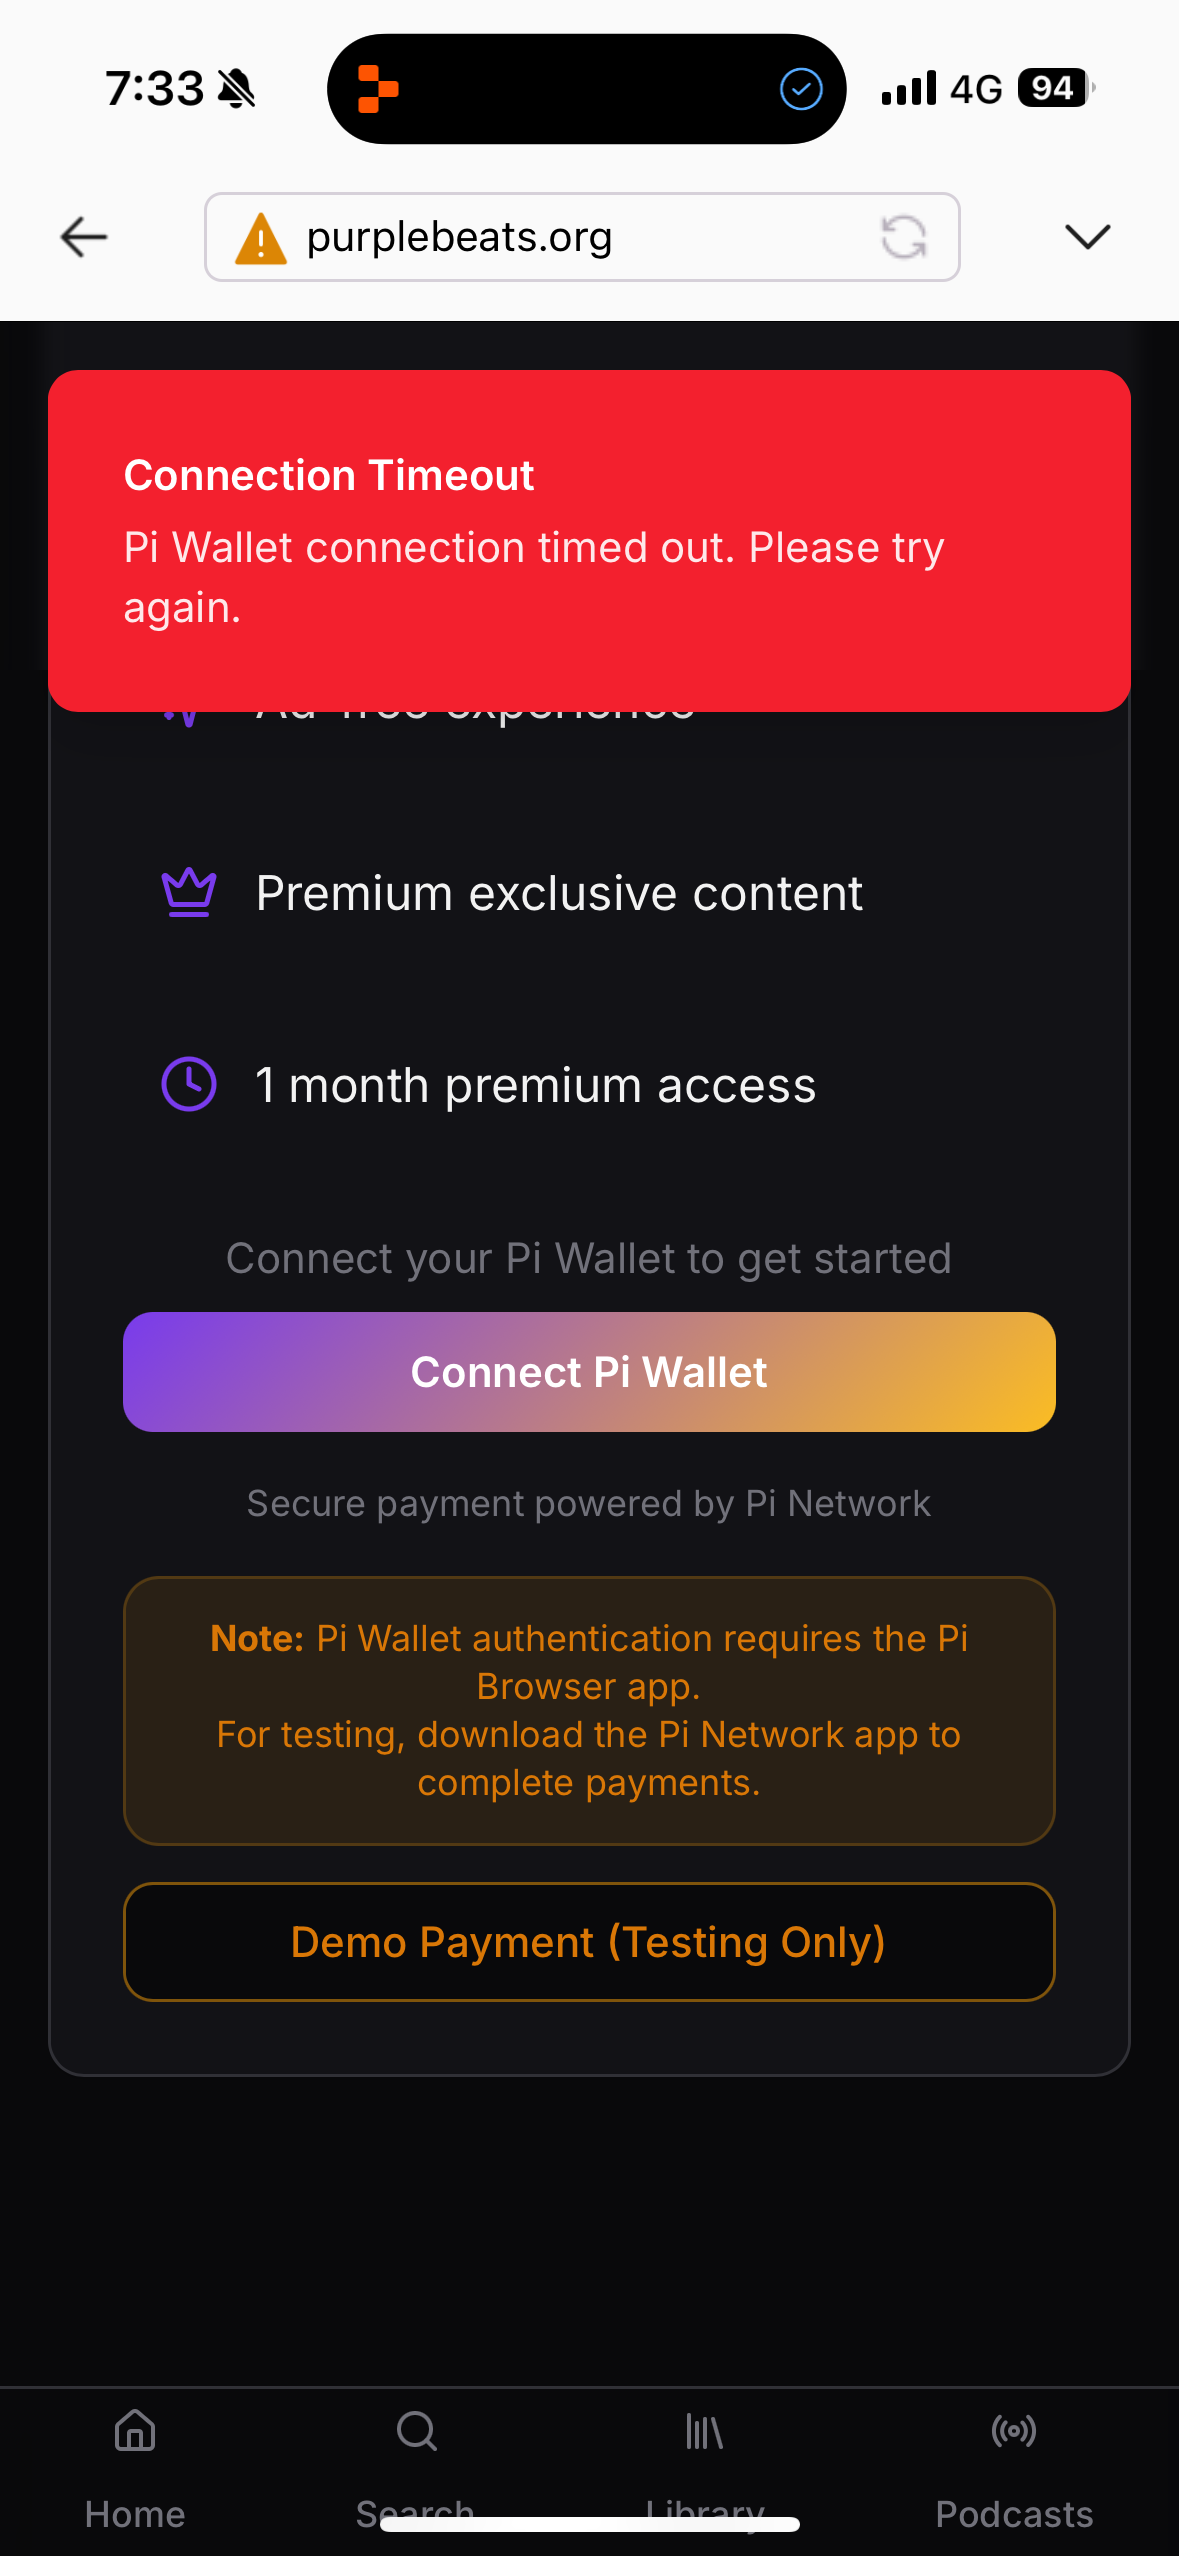 7:33
4G
94
purplebeats.org
Connection Timeout
Pi Wallet connection timed out. Please try
again.
Ad-free experience
Premium exclusive content
1 month premium access
Connect your Pi Wallet to get started
Connect Pi Wallet
Secure payment powered by Pi Network
Note: Pi Wallet authentication requires the Pi
Browser app.
For testing, download the Pi Network app to
complete payments.
Demo Payment (Testing Only)
Home
Search
Library
Podcasts